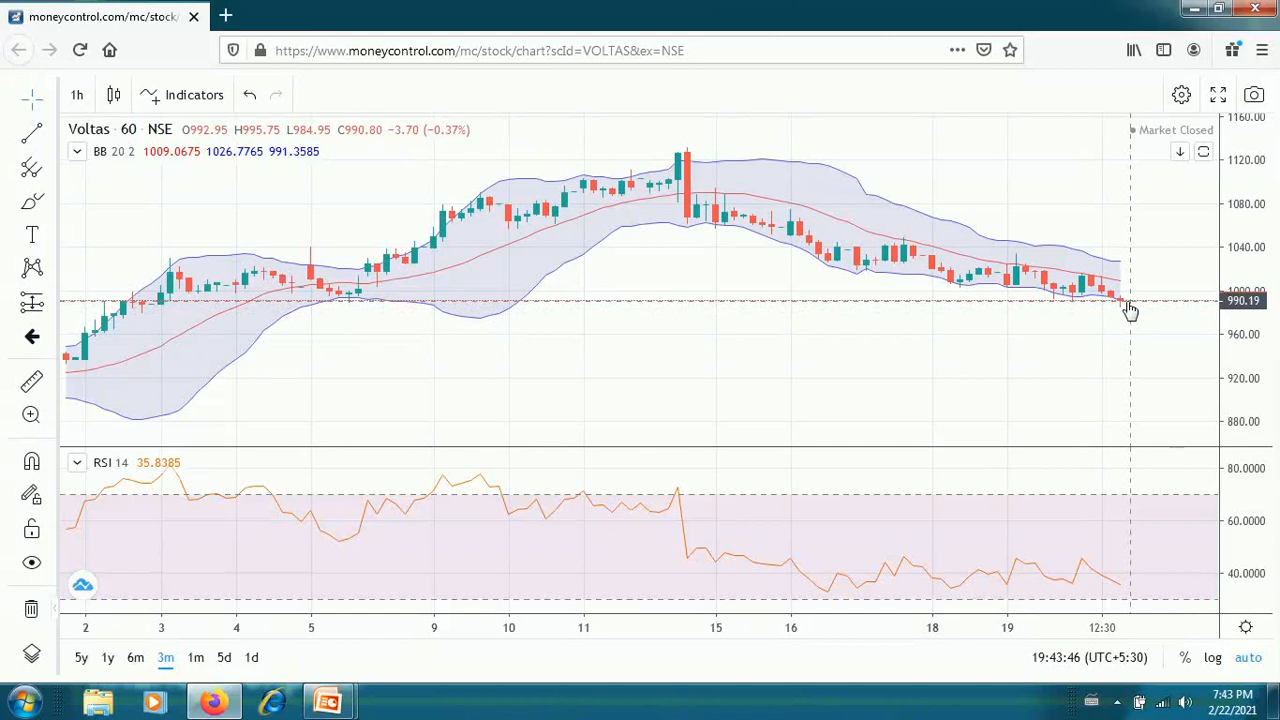 moneycontrol.com/mc/stock/
https://www.moneycontrol.com/mc/stock/chart?scId=VOLTAS&ex=NSE
1h
Indicators
Voltas · 60 · NSE O992.95 H995.75 L984.95 C990.80 −3.70 (−0.37%)
Market Closed
BB 20 2 1009.0675 1026.7765 991.3585
1160.00
1120.00
1080.00
1040.00
1000.00
990.19
960.00
920.00
880.00
RSI 14 35.8385
80.0000
60.0000
40.0000
2 3 4 5 9 10 11 15 16 18 19 12:30
5y 1y 6m 3m 1m 5d 1d
19:43:46 (UTC+5:30) % log auto
7:43 PM
2/22/2021